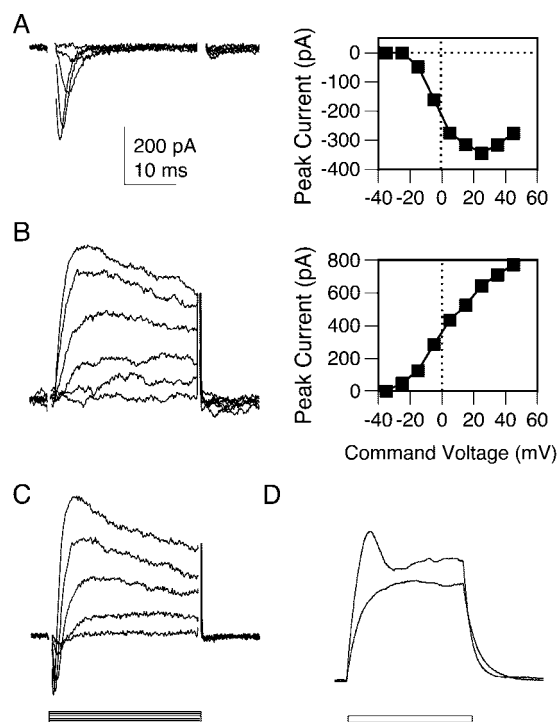 A
200 pA
10 ms
Peak Current (pA)
0
-100
-200
-300
-400
-40 -20 0 20 40 60
B
Peak Current (pA)
800
600
400
200
0
-40 -20 0 20 40 60
Command Voltage (mV)
C
D